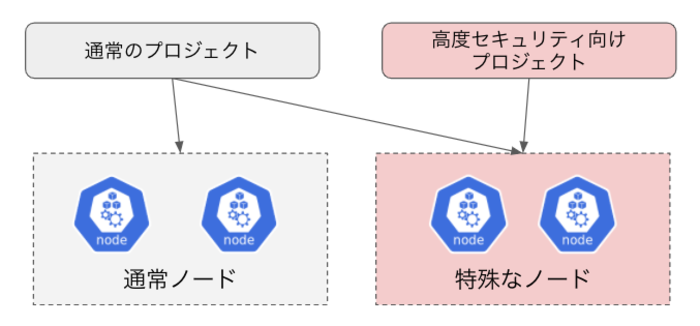 通常のプロジェクト
高度セキュリティ向け
プロジェクト
node
node
通常ノード
node
node
特殊なノード